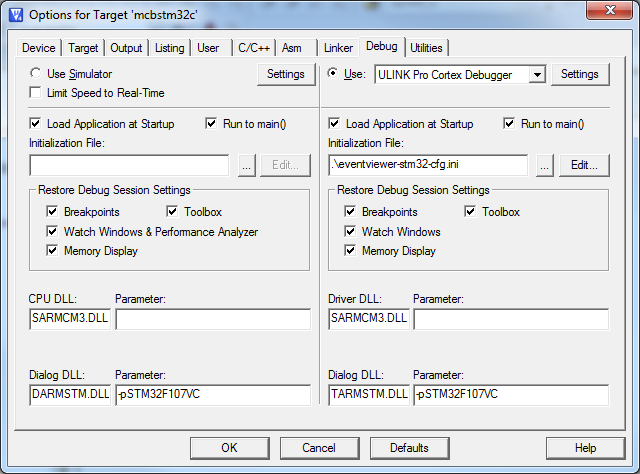 Options for Target 'mcbstm32c'
Device Target Output Listing User C/C++ Asm Linker Debug Utilities
Use Simulator Settings
Limit Speed to Real-Time
Use: ULINK Pro Cortex Debugger Settings
Load Application at Startup Run to main()
Initialization File:
... Edit...
Load Application at Startup Run to main()
Initialization File:
.\eventviewer-stm32-cfg.ini ... Edit...
Restore Debug Session Settings
Breakpoints Toolbox
Watch Windows & Performance Analyzer
Memory Display
Restore Debug Session Settings
Breakpoints Toolbox
Watch Windows
Memory Display
CPU DLL: Parameter:
SARMCM3.DLL
Driver DLL: Parameter:
SARMCM3.DLL
Dialog DLL: Parameter:
DARMSTM.DLL -pSTM32F107VC
Dialog DLL: Parameter:
TARMSTM.DLL -pSTM32F107VC
OK Cancel Defaults Help